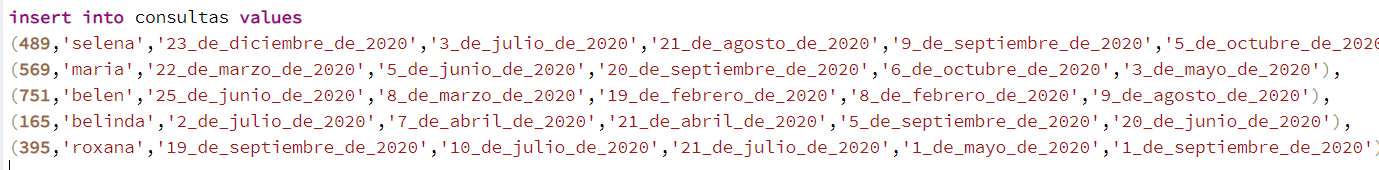 insert into consultas values
(489,'selena','23_de_diciembre_de_2020','3_de_julio_de_2020','21_de_agosto_de_2020','9_de_septiembre_de_2020','5_de_octubre_de_2020
(569,'maria','22_de_marzo_de_2020','5_de_junio_de_2020','20_de_septiembre_de_2020','6_de_octubre_de_2020','3_de_mayo_de_2020'),
(751,'belen','25_de_junio_de_2020','8_de_marzo_de_2020','19_de_febrero_de_2020','8_de_febrero_de_2020','9_de_agosto_de_2020'),
(165,'belinda','2_de_julio_de_2020','7_de_abril_de_2020','21_de_abril_de_2020','5_de_septiembre_de_2020','20_de_junio_de_2020'),
(395,'roxana','19_de_septiembre_de_2020','10_de_julio_de_2020','21_de_julio_de_2020','1_de_mayo_de_2020','1_de_septiembre_de_2020')